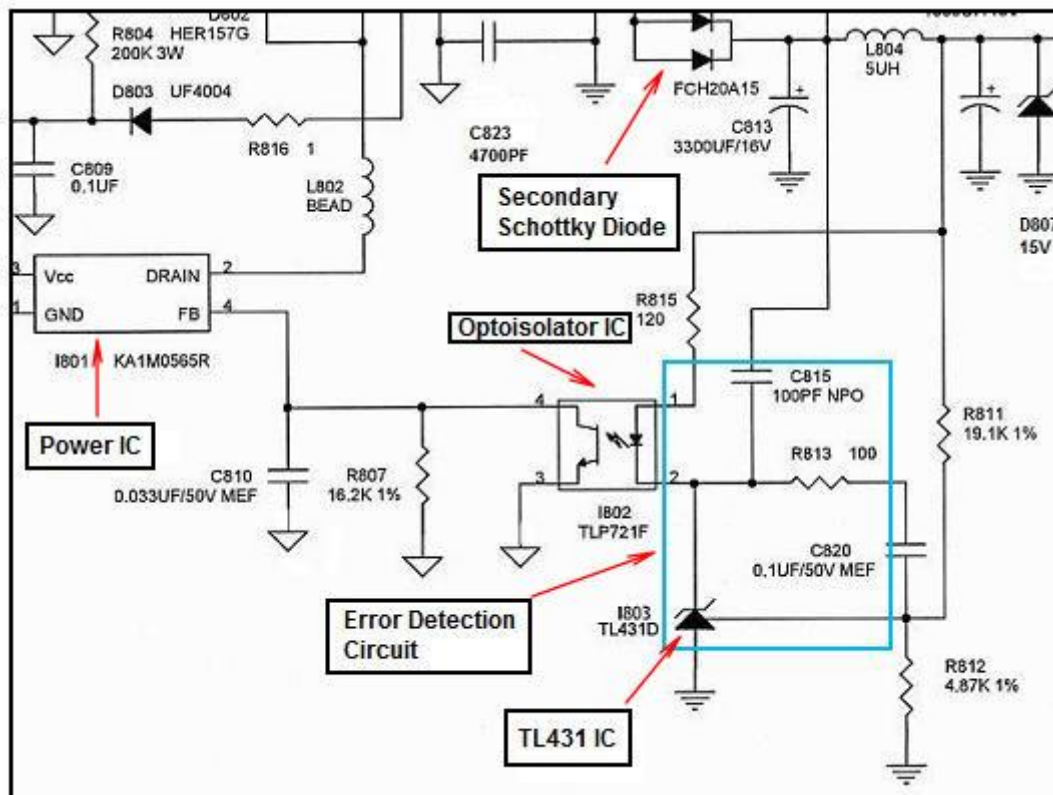 R804
200K 3W
HER157G
D803 UF4004
R816 1
C809
0.1UF
L802
BEAD
C823
4700PF
FCH20A15
C813
3300UF/16V
+
L804
5UH
+
D807
15V
Secondary
Schottky Diode
3
Vcc
DRAIN
2
1
GND
FB
4
I801 KA1M0565R
Power IC
Optoisolator IC
R815
120
C815
100PF NPO
R811
19.1K 1%
R813 100
4
1
3
2
C810
0.033UF/50V MEF
R807
16.2K 1%
I802
TLP721F
C820
0.1UF/50V MEF
Error Detection
Circuit
I803
TL431D
R812
4.87K 1%
TL431 IC